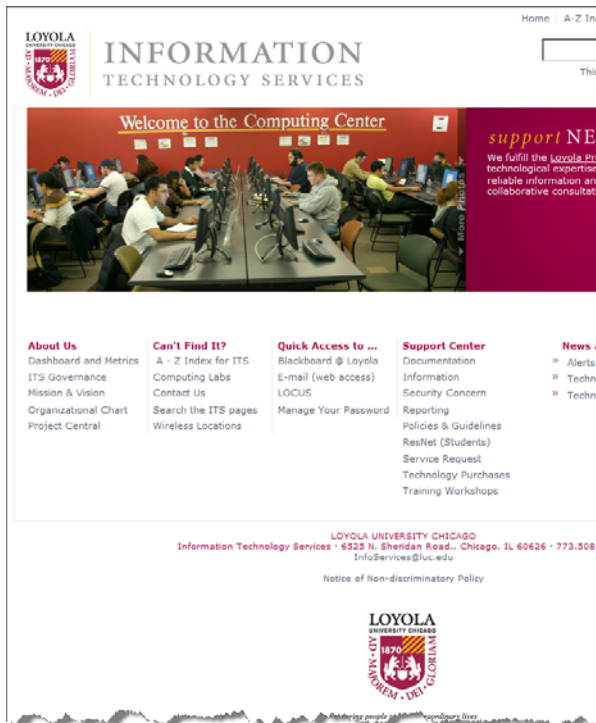 Home | A-Z In
LOYOLA
UNIVERSITY CHICAGO
1870
AD • MAJOREM • DEI • GLORIAM
INFORMATION
TECHNOLOGY SERVICES
Thi
Welcome to the Computing Center
More Photos
support NE
We fulfill the Loyola Pr
technological expertise
reliable information an
collaborative consultat
About Us
Dashboard and Metrics
ITS Governance
Mission & Vision
Organizational Chart
Project Central
Can't Find It?
A - Z Index for ITS
Computing Labs
Contact Us
Search the ITS pages
Wireless Locations
Quick Access to ...
Blackboard @ Loyola
E-mail (web access)
LOCUS
Manage Your Password
Support Center
Documentation
Information
Security Concern
Reporting
Policies & Guidelines
ResNet (Students)
Service Request
Technology Purchases
Training Workshops
News
» Alerts
» Techn
» Techn
LOYOLA UNIVERSITY CHICAGO
Information Technology Services · 6525 N. Sheridan Road., Chicago, IL 60626 · 773.508
InfoServices@luc.edu
Notice of Non-discriminatory Policy
LOYOLA
UNIVERSITY CHICAGO
1870
AD • MAJOREM • DEI • GLORIAM
people
lives